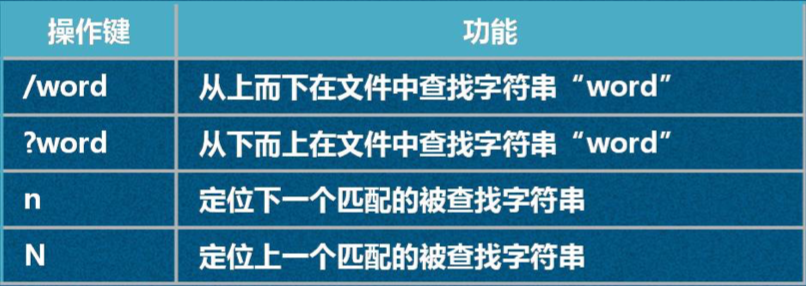 操作键 功能
/word 从上而下在文件中查找字符串“word”
?word 从下而上在文件中查找字符串“word”
n 定位下一个匹配的被查找字符串
N 定位上一个匹配的被查找字符串